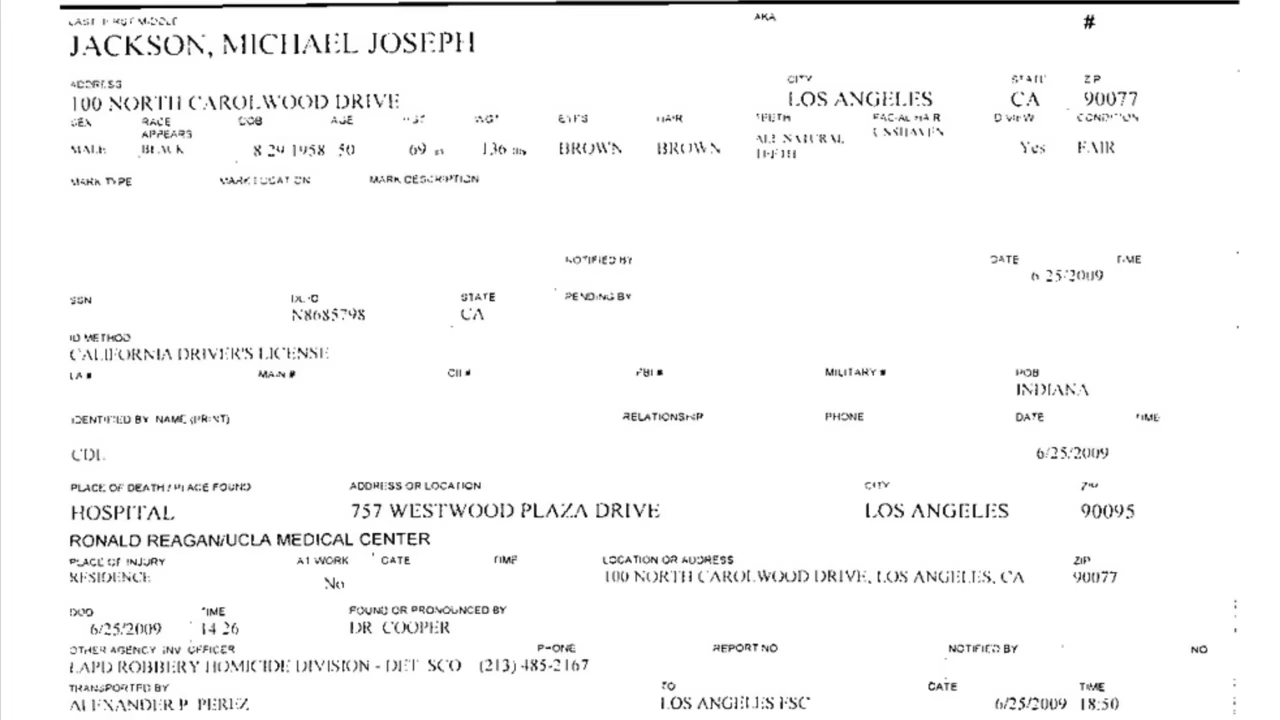 LAST, FIRST MIDDLE AKA #
JACKSON, MICHAEL JOSEPH
ADDRESS CITY STATE ZIP
100 NORTH CAROLWOOD DRIVE LOS ANGELES CA 90077
SEX RACE DOB AGE HGT WGT EYES HAIR TEETH FACIAL HAIR ID VIEW CONDITION
APPEARS
MALE BLACK 8 29 1958 50 69 in 136 lbs BROWN BROWN ALL NATURAL TEETH UNSHAVEN Yes FAIR
MARK TYPE MARK LOCATION MARK DESCRIPTION
NOTIFIED BY DATE TIME
6 25/2009
SSN DL ID STATE PENDING BY
N8685798 CA
ID METHOD
CALIFORNIA DRIVER'S LICENSE
LA # MAIN # CII # FBI # MILITARY # POB
INDIANA
IDENTIFIED BY NAME (PRINT) RELATIONSHIP PHONE DATE TIME
CDL 6/25/2009
PLACE OF DEATH / PLACE FOUND ADDRESS OR LOCATION CITY ZIP
HOSPITAL 757 WESTWOOD PLAZA DRIVE LOS ANGELES 90095
RONALD REAGAN/UCLA MEDICAL CENTER
PLACE OF INJURY AT WORK DATE TIME LOCATION OR ADDRESS ZIP
RESIDENCE No 100 NORTH CAROLWOOD DRIVE, LOS ANGELES, CA 90077
DOD TIME FOUND OR PRONOUNCED BY
6/25/2009 14 26 DR COOPER
OTHER AGENCY INV OFFICER PHONE REPORT NO NOTIFIED BY NO
LAPD ROBBERY HOMICIDE DIVISION - DET SCO (213) 485-2167
TRANSPORTED BY TO DATE TIME
ALEXANDER P PEREZ LOS ANGELES FSC 6/25/2009 18:50